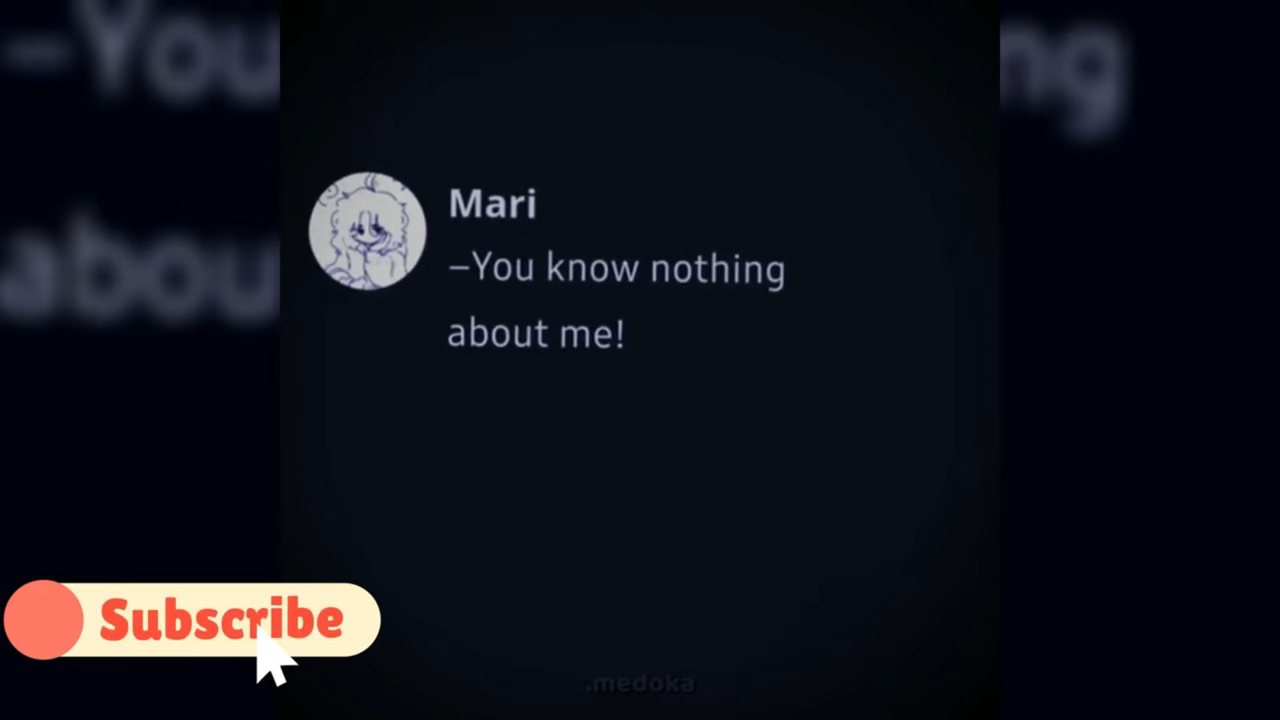 Mari
–You know nothing
about me!
Subscribe
.medoka